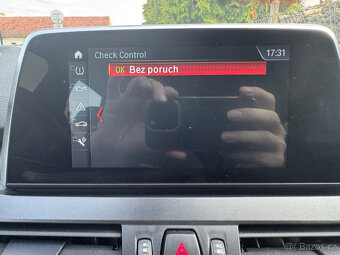 Check Control
17:31
OK Bez poruch
Bazos.cz